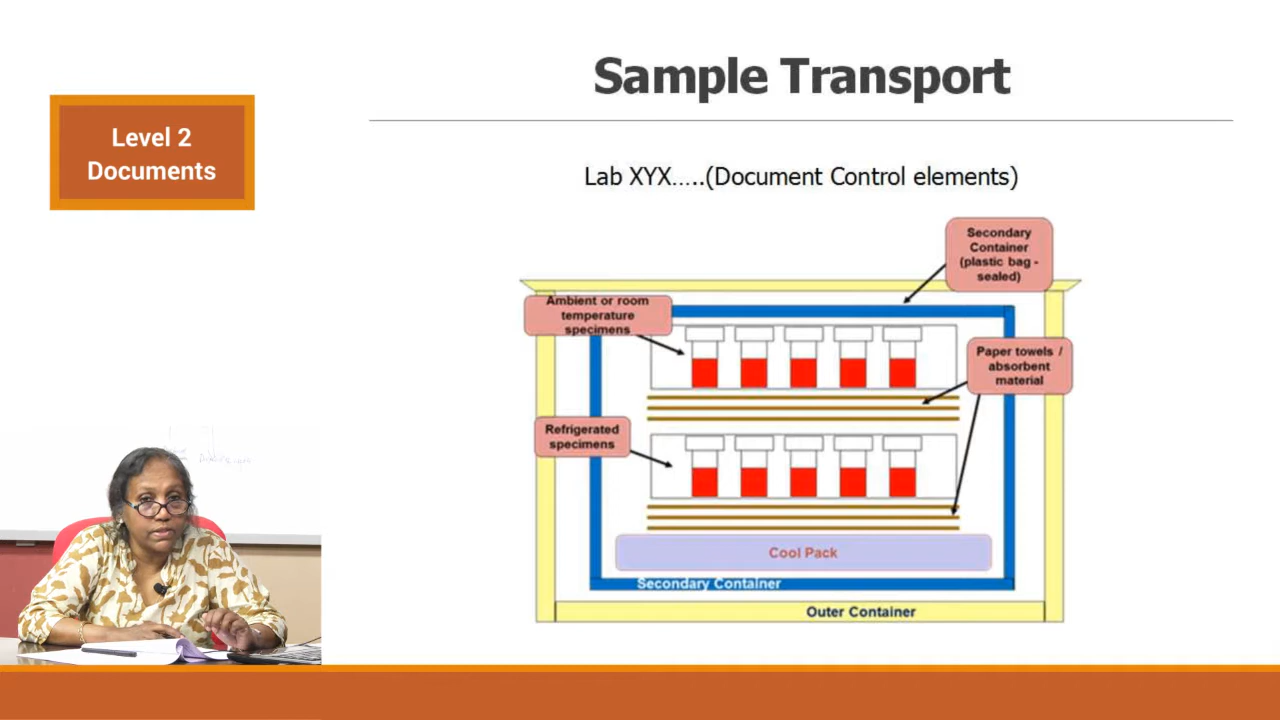 Sample Transport
Level 2
Documents
Lab XYX.....(Document Control elements)
Secondary
Container
(plastic bag -
sealed)
Ambient or room
temperature
specimens
Paper towels /
absorbent
material
Refrigerated
specimens
Cool Pack
Secondary Container
Outer Container